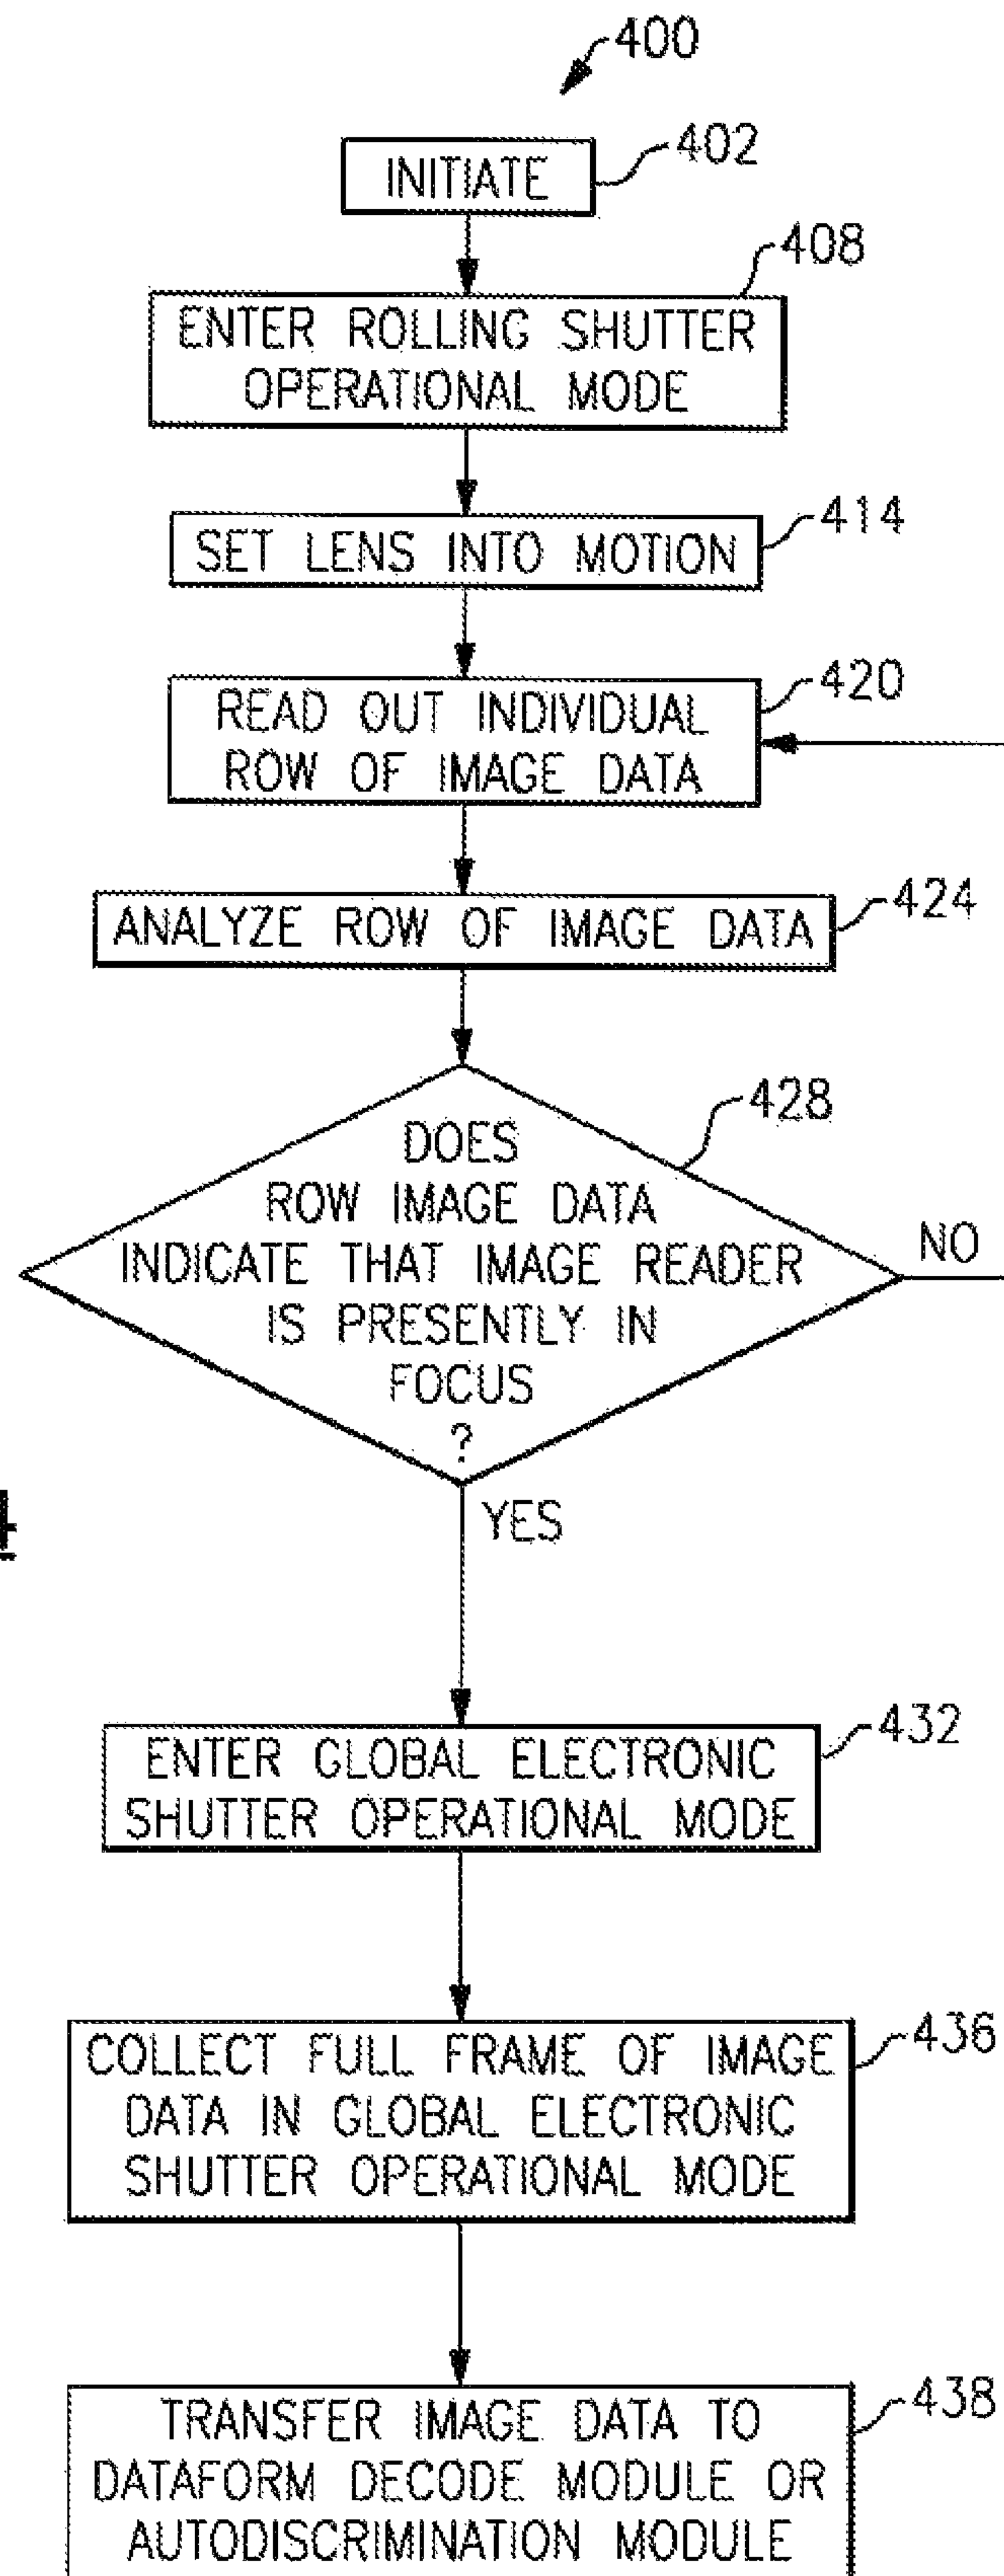 400
INITIATE
402
408
ENTER ROLLING SHUTTER
OPERATIONAL MODE
SET LENS INTO MOTION
414
READ OUT INDIVIDUAL
ROW OF IMAGE DATA
420
ANALYZE ROW OF IMAGE DATA
424
428
DOES
ROW IMAGE DATA
INDICATE THAT IMAGE READER
IS PRESENTLY IN
FOCUS
?
NO
YES
ENTER GLOBAL ELECTRONIC
SHUTTER OPERATIONAL MODE
432
COLLECT FULL FRAME OF IMAGE
DATA IN GLOBAL ELECTRONIC
SHUTTER OPERATIONAL MODE
436
TRANSFER IMAGE DATA TO
DATAFORM DECODE MODULE OR
AUTODISCRIMINATION MODULE
438